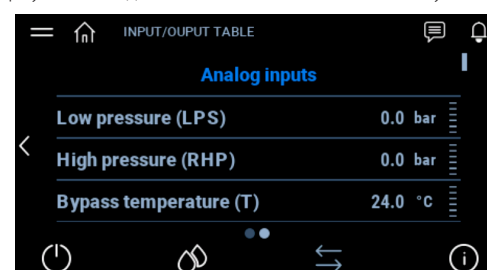 INPUT/OUPUT TABLE
Analog inputs
Low pressure (LPS) 0.0 bar
High pressure (RHP) 0.0 bar
Bypass temperature (T) 24.0 °C